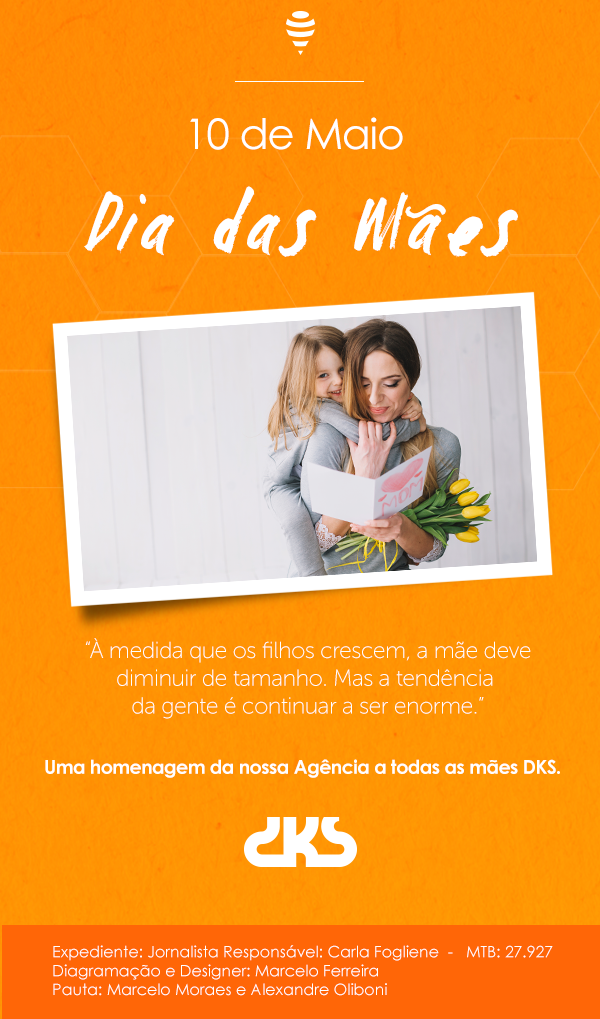 10 de Maio
Dia das Mães
MOM
“À medida que os filhos crescem, a mãe deve
diminuir de tamanho. Mas a tendência
da gente é continuar a ser enorme.”
Uma homenagem da nossa Agência a todas as mães DKS.
DKS
Expediente: Jornalista Responsável: Carla Fogliene - MTB: 27.927
Diagramação e Designer: Marcelo Ferreira
Pauta: Marcelo Moraes e Alexandre Oliboni